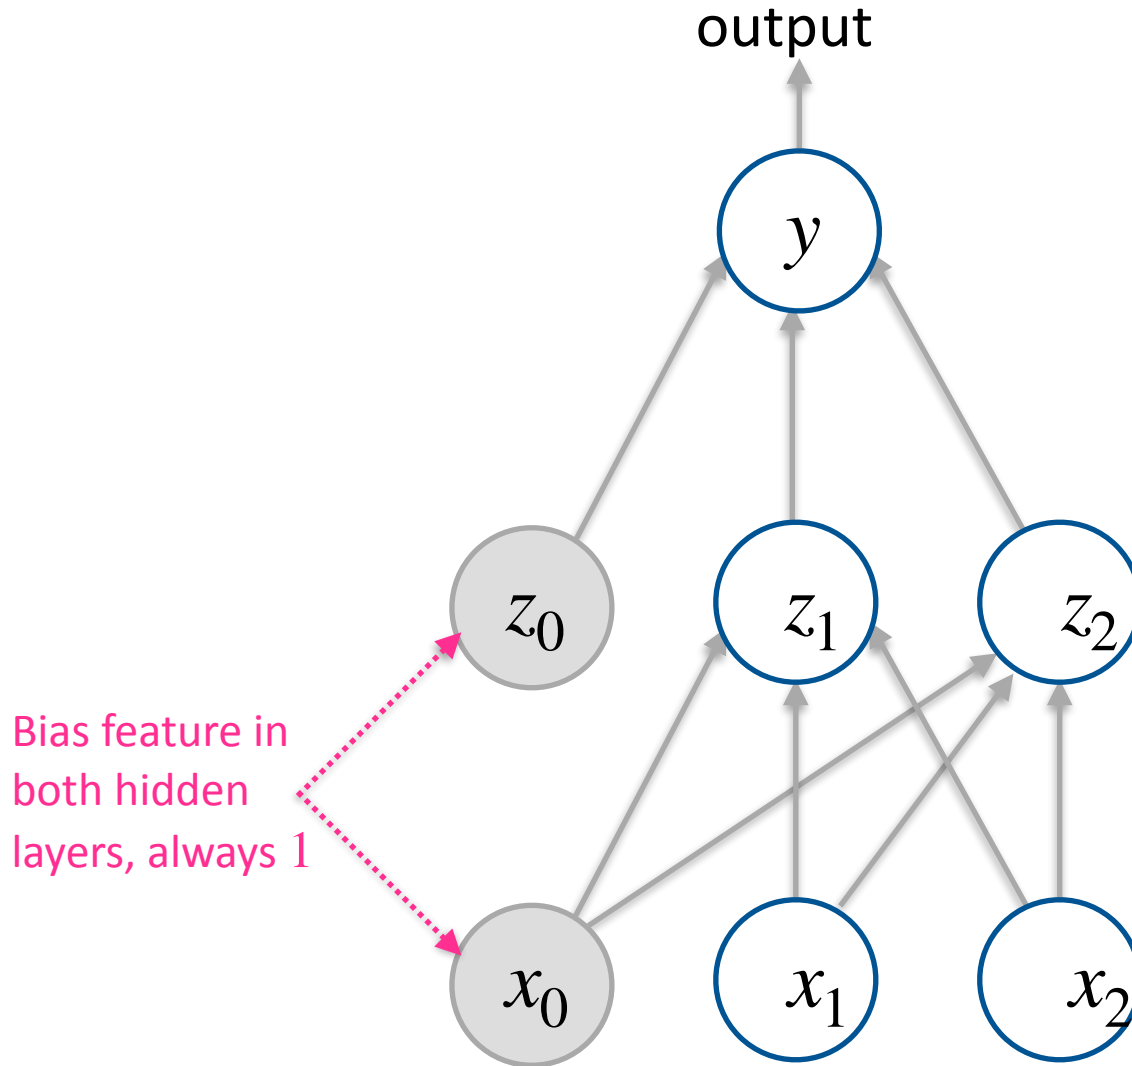 output
y
z₀ z₁ z₂
Bias feature in
both hidden
layers, always 1
x₀ x₁ x₂